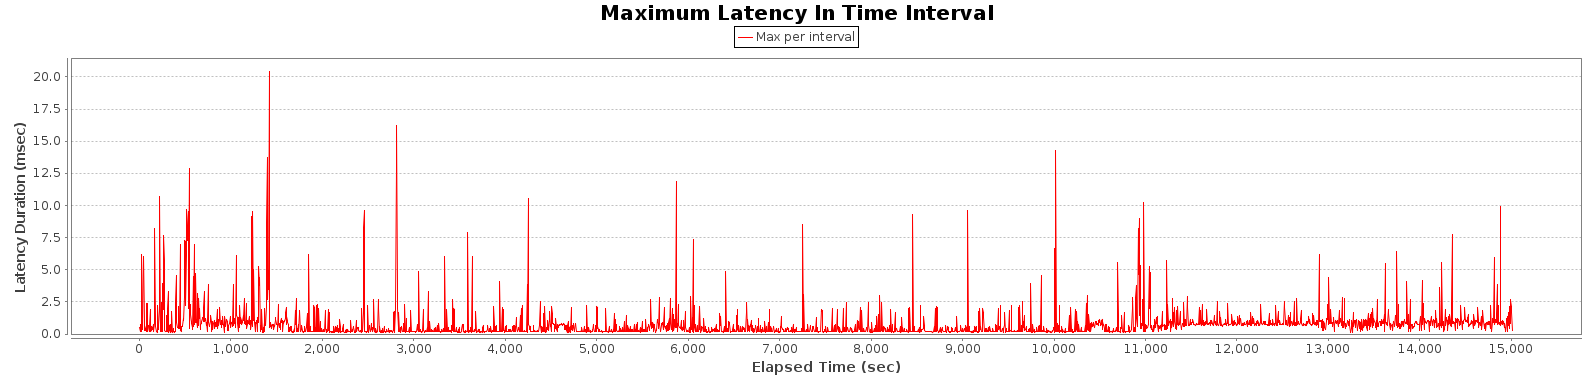 Maximum Latency In Time Interval
Max per interval
Latency Duration (msec)
20.0
17.5
15.0
12.5
10.0
7.5
5.0
2.5
0.0
0 1,000 2,000 3,000 4,000 5,000 6,000 7,000 8,000 9,000 10,000 11,000 12,000 13,000 14,000 15,000
Elapsed Time (sec)